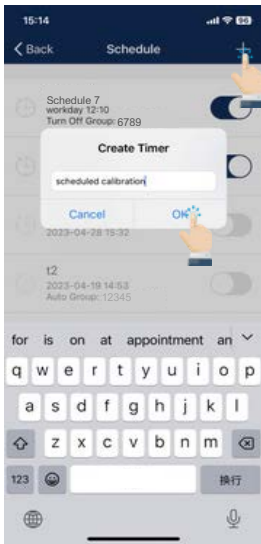 15:14
Back Schedule
Schedule 7
workday 12:10
Turn Off Group: 6789
Create Timer
scheduled calibration
Cancel OK
2023-04-28 15:32
t2
2023-04-19 14:53
Auto Group: 12345
for is on at appointment an
q w e r t y u i o p
a s d f g h j k l
z x c v b n m
123 换行